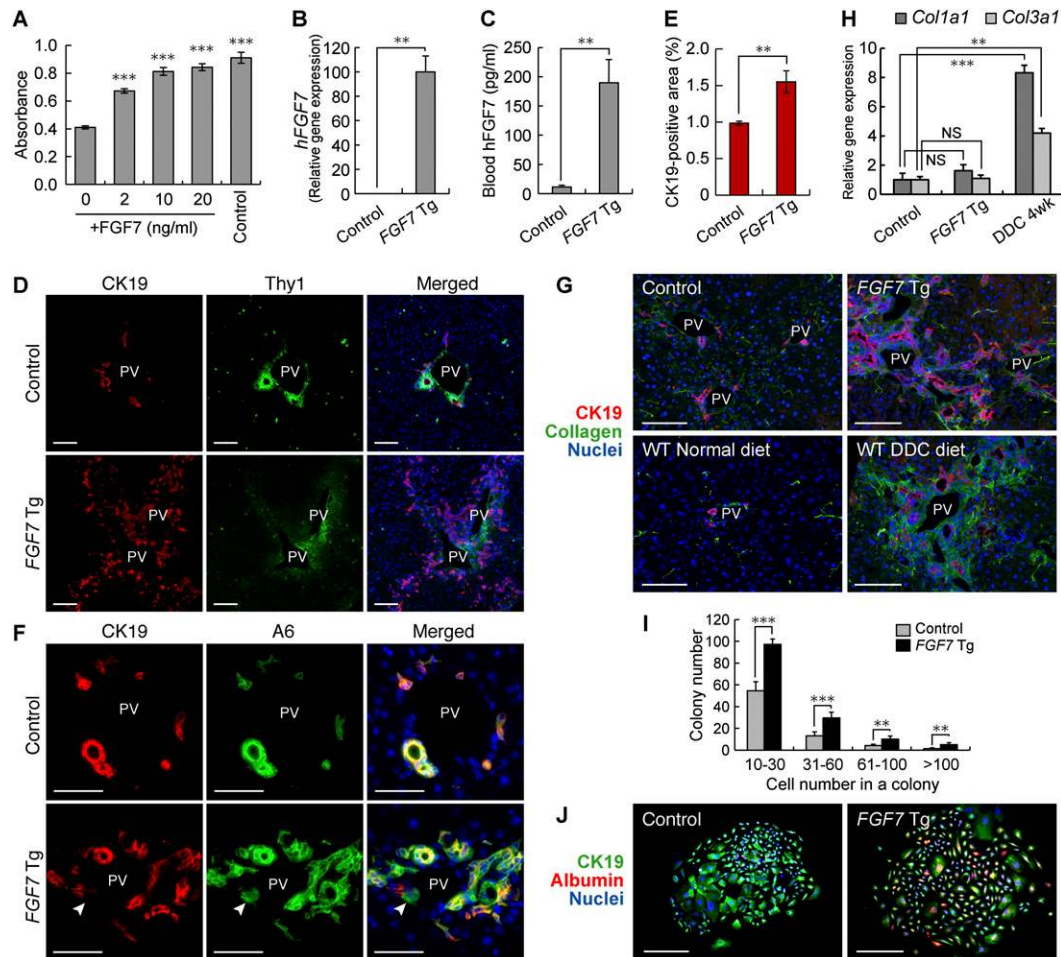 A
Absorbance
1.0
0.8
0.6
0.4
0.2
0.0
***
***
***
***
0
2
10
20
Control
+FGF7 (ng/ml)
B
hFGF7
(Relative gene expression)
120
100
80
60
40
20
0
**
Control
FGF7 Tg
C
Blood hFGF7 (pg/ml)
250
200
150
100
50
0
**
Control
FGF7 Tg
E
CK19-positive area (%)
2.0
1.5
1.0
0.5
0.0
**
Control
FGF7 Tg
H
Col1a1
Col3a1
Relative gene expression
10
8
6
4
2
0
**
***
NS
NS
Control
FGF7 Tg
DDC 4wk
D
CK19
Thy1
Merged
Control
PV
PV
PV
FGF7 Tg
PV
PV
PV
PV
PV
PV
G
CK19
Collagen
Nuclei
Control
PV
PV
PV
FGF7 Tg
PV
PV
WT Normal diet
PV
WT DDC diet
PV
F
CK19
A6
Merged
Control
PV
PV
PV
FGF7 Tg
PV
PV
PV
I
Colony number
120
100
80
60
40
20
0
***
***
**
**
Control
FGF7 Tg
10-30
31-60
61-100
>100
Cell number in a colony
J
CK19
Albumin
Nuclei
Control
FGF7 Tg